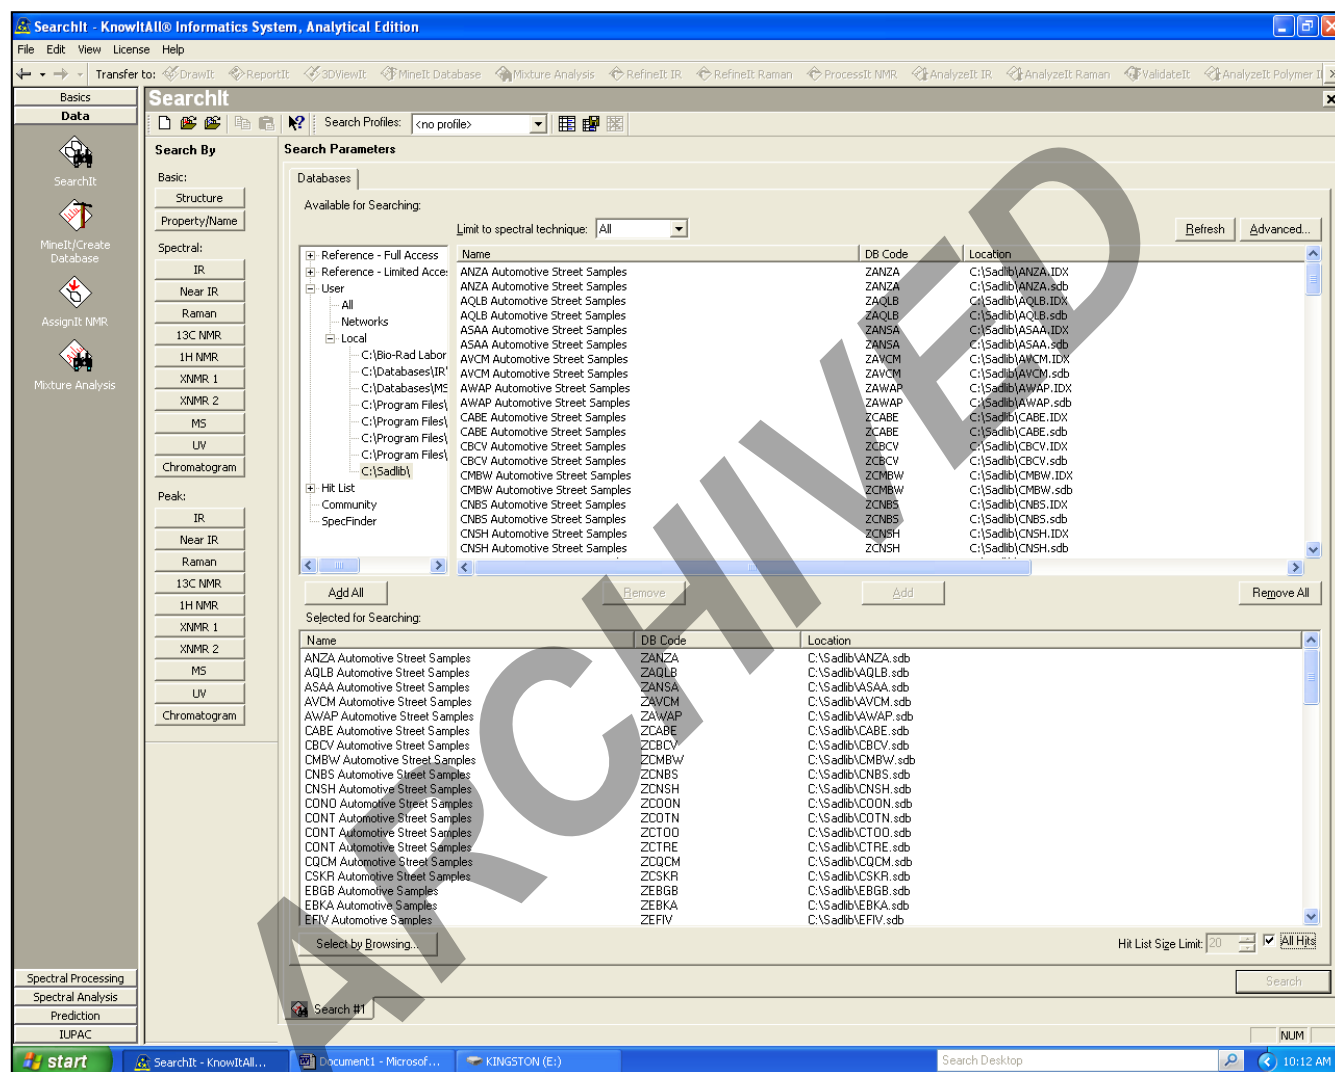 SearchIt - KnowItAll® Informatics System, Analytical Edition
File Edit View License Help
Transfer to: DrawIt ReportIt 3DViewIt MineIt Database Mixture Analysis RefineIt IR RefineIt Raman ProcessIt NMR AnalyzeIt IR AnalyzeIt Raman ValidateIt AnalyzeIt Polymer I
Basics
Data
SearchIt
MineIt/Create
Database
AssignIt NMR
Mixture Analysis
Spectral Processing
Spectral Analysis
Prediction
IUPAC
SearchIt
Search Profiles: <no profile>
Search By
Basic:
Structure
Property/Name
Spectral:
IR
Near IR
Raman
13C NMR
1H NMR
XNMR 1
XNMR 2
MS
UV
Chromatogram
Peak:
IR
Near IR
Raman
13C NMR
1H NMR
XNMR 1
XNMR 2
MS
UV
Chromatogram
Search Parameters
Databases
Available for Searching:
Limit to spectral technique: All
Refresh Advanced...
Reference - Full Access
Reference - Limited Acce
User
All
Networks
Local
C:\Bio-Rad Labor
C:\Databases\IR
C:\Databases\MS
C:\Program Files\
C:\Program Files\
C:\Program Files\
C:\Program Files\
C:\Sadlib\
Hit List
Community
SpecFinder
Name DB Code Location
ANZA Automotive Street Samples ZANZA C:\Sadlib\ANZA.IDX
ANZA Automotive Street Samples ZANZA C:\Sadlib\ANZA.sdb
AQLB Automotive Street Samples ZAQLB C:\Sadlib\AQLB.IDX
AQLB Automotive Street Samples ZAQLB C:\Sadlib\AQLB.sdb
ASAA Automotive Street Samples ZANSA C:\Sadlib\ASAA.IDX
ASAA Automotive Street Samples ZANSA C:\Sadlib\ASAA.sdb
AVCM Automotive Street Samples ZAVCM C:\Sadlib\AVCM.IDX
AVCM Automotive Street Samples ZAVCM C:\Sadlib\AVCM.sdb
AWAP Automotive Street Samples ZAWAP C:\Sadlib\AWAP.IDX
AWAP Automotive Street Samples ZAWAP C:\Sadlib\AWAP.sdb
CABE Automotive Street Samples ZCABE C:\Sadlib\CABE.IDX
CABE Automotive Street Samples ZCABE C:\Sadlib\CABE.sdb
CBCV Automotive Street Samples ZCBCV C:\Sadlib\CBCV.IDX
CBCV Automotive Street Samples ZCBCV C:\Sadlib\CBCV.sdb
CMBW Automotive Street Samples ZCMBW C:\Sadlib\CMBW.IDX
CMBW Automotive Street Samples ZCMBW C:\Sadlib\CMBW.sdb
CNBS Automotive Street Samples ZCNBS C:\Sadlib\CNBS.IDX
CNBS Automotive Street Samples ZCNBS C:\Sadlib\CNBS.sdb
CNSH Automotive Street Samples ZCNSH C:\Sadlib\CNSH.IDX
CNSH Automotive Street Samples ZCNSH C:\Sadlib\CNSH.sdb
Add All Remove Add Remove All
Selected for Searching:
Name DB Code Location
ANZA Automotive Street Samples ZANZA C:\Sadlib\ANZA.sdb
AQLB Automotive Street Samples ZAQLB C:\Sadlib\AQLB.sdb
ASAA Automotive Street Samples ZANSA C:\Sadlib\ASAA.sdb
AVCM Automotive Street Samples ZAVCM C:\Sadlib\AVCM.sdb
AWAP Automotive Street Samples ZAWAP C:\Sadlib\AWAP.sdb
CABE Automotive Street Samples ZCABE C:\Sadlib\CABE.sdb
CBCV Automotive Street Samples ZCBCV C:\Sadlib\CBCV.sdb
CMBW Automotive Street Samples ZCMBW C:\Sadlib\CMBW.sdb
CNBS Automotive Street Samples ZCNBS C:\Sadlib\CNBS.sdb
CNSH Automotive Street Samples ZCNSH C:\Sadlib\CNSH.sdb
CONO Automotive Street Samples ZCOON C:\Sadlib\COON.sdb
CONT Automotive Street Samples ZCOTN C:\Sadlib\COTN.sdb
CONT Automotive Street Samples ZCTOO C:\Sadlib\CTOO.sdb
CONT Automotive Street Samples ZCTRE C:\Sadlib\CTRE.sdb
CQCM Automotive Street Samples ZCQCM C:\Sadlib\CQCM.sdb
CSKR Automotive Street Samples ZCSKR C:\Sadlib\CSKR.sdb
EBGB Automotive Samples ZEBGB C:\Sadlib\EBGB.sdb
EBKA Automotive Samples ZEBKA C:\Sadlib\EBKA.sdb
EFIV Automotive Samples ZEFIV C:\Sadlib\EFIV.sdb
Select by Browsing... Hit List Size Limit: 20 All Hits
Search
Search #1
NUM
start SearchIt - KnowItAll... Document1 - Microsof... KINGSTON (E:) Search Desktop 10:12 AM
ARCHIVED